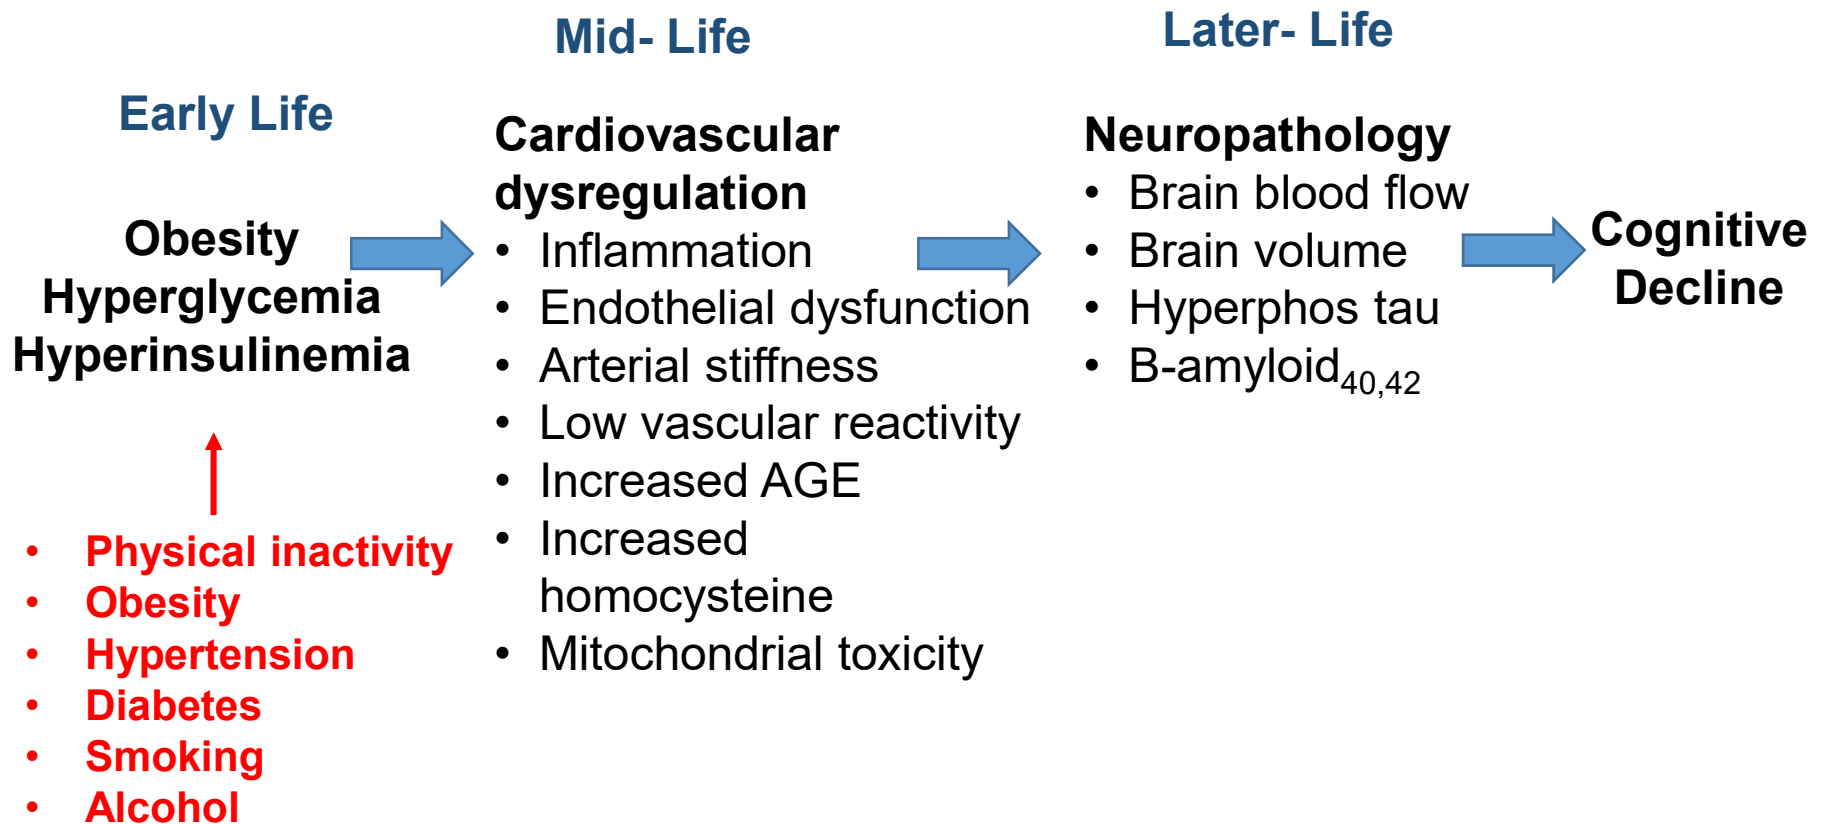 Early Life
Obesity
Hyperglycemia
Hyperinsulinemia
• Physical inactivity
• Obesity
• Hypertension
• Diabetes
• Smoking
• Alcohol
Mid- Life
Cardiovascular
dysregulation
• Inflammation
• Endothelial dysfunction
• Arterial stiffness
• Low vascular reactivity
• Increased AGE
• Increased
homocysteine
• Mitochondrial toxicity
Later- Life
Neuropathology
• Brain blood flow
• Brain volume
• Hyperphos tau
• B-amyloid40,42
Cognitive
Decline